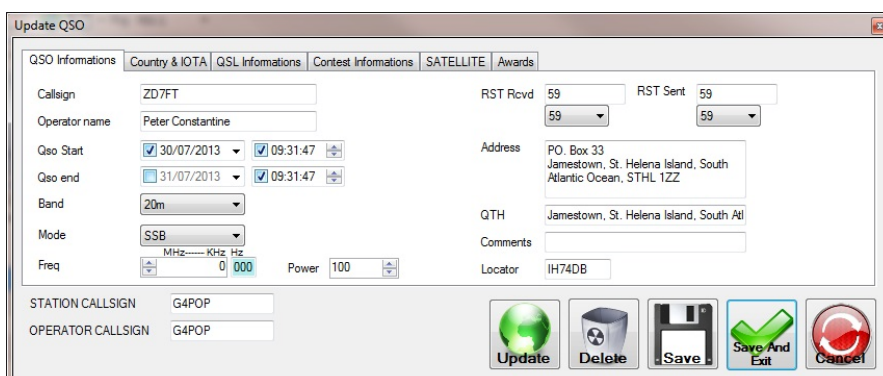 Update QSO
QSO Informations Country & IOTA QSL Informations Contest Informations SATELLITE Awards
Callsign ZD7FT RST Rcvd 59 RST Sent 59
59 59
Operator name Peter Constantine
Qso Start 30/07/2013 09:31:47 Address PO. Box 33
Jamestown, St. Helena Island, South
Atlantic Ocean, STHL 1ZZ
Qso end 31/07/2013 09:31:47
Band 20m
QTH Jamestown, St. Helena Island, South Atl
Mode SSB
Comments
MHz------ KHz Hz
Freq 0 000 Power 100 Locator IH74DB
STATION CALLSIGN G4POP
OPERATOR CALLSIGN G4POP
Update Delete Save Save And Exit Cancel